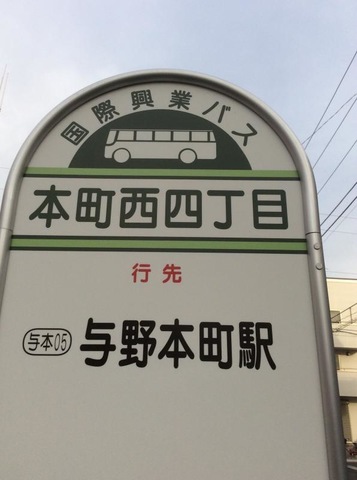 国際興業バス
本町西四丁目
行先
与本05 与野本町駅